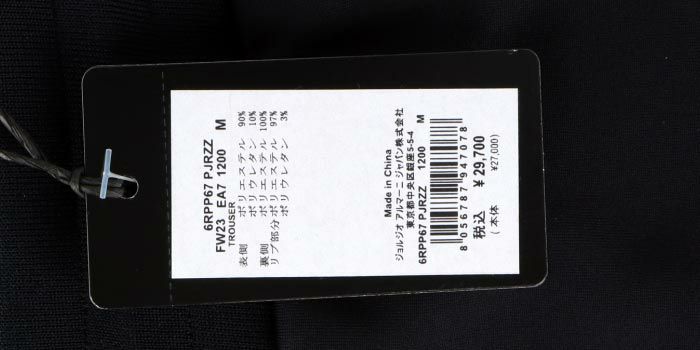 6RPP67 PJRZZ
FW23 EA7 1200 M
TROUSER
表側 ポリエステル 90%
ポリウレタン 10%
裏側 ポリエステル 100%
リブ部分 ポリエステル 97%
ポリウレタン 3%
Made in China
ジョルジオ アルマーニ ジャパン株式会社
東京都中央区銀座5-5-4
6RPP67 PJRZZ 1200 M
8 056787 947078
税込 ¥29,700
(本体 ¥27,000)